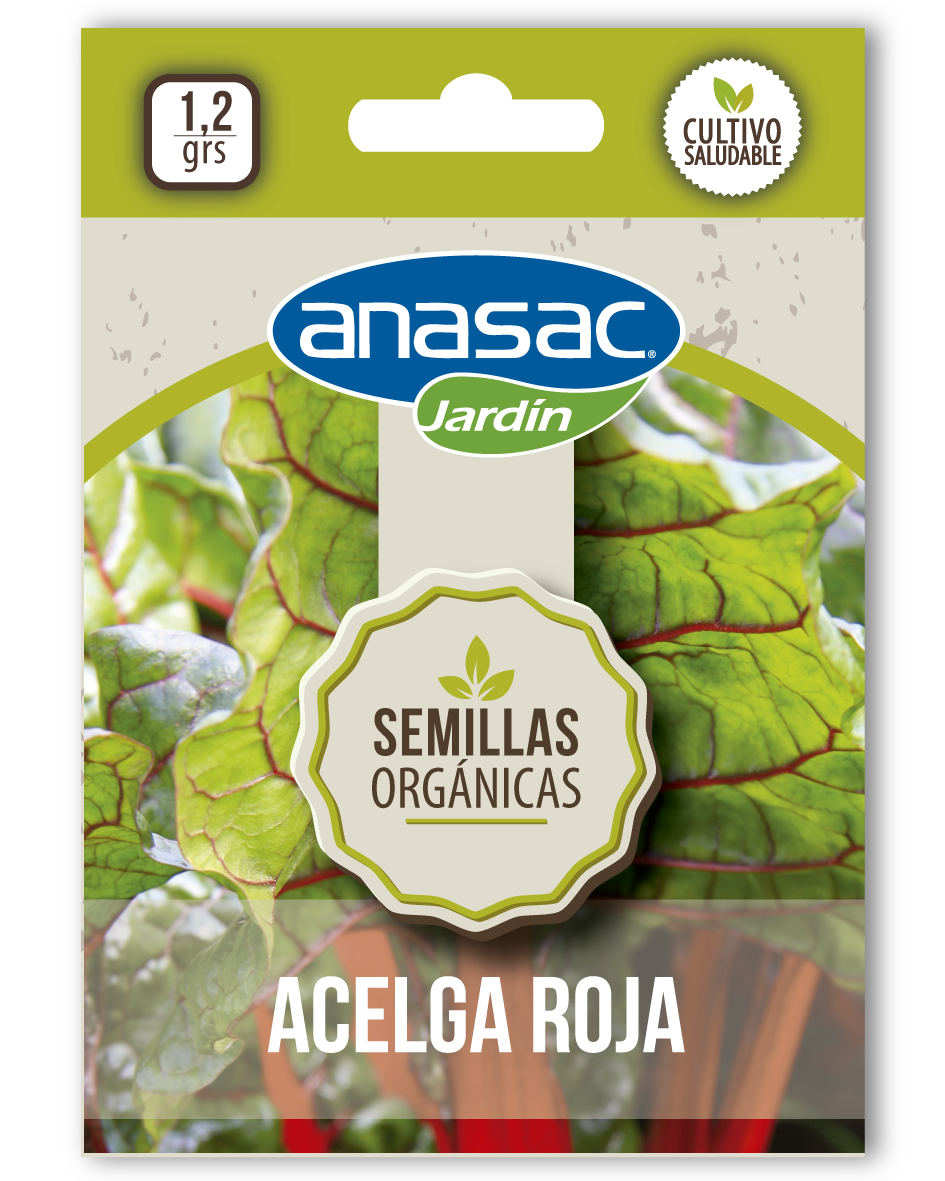 1,2
grs
CULTIVO
SALUDABLE
anasac®
Jardín
SEMILLAS
ORGÁNICAS
ACELGA ROJA